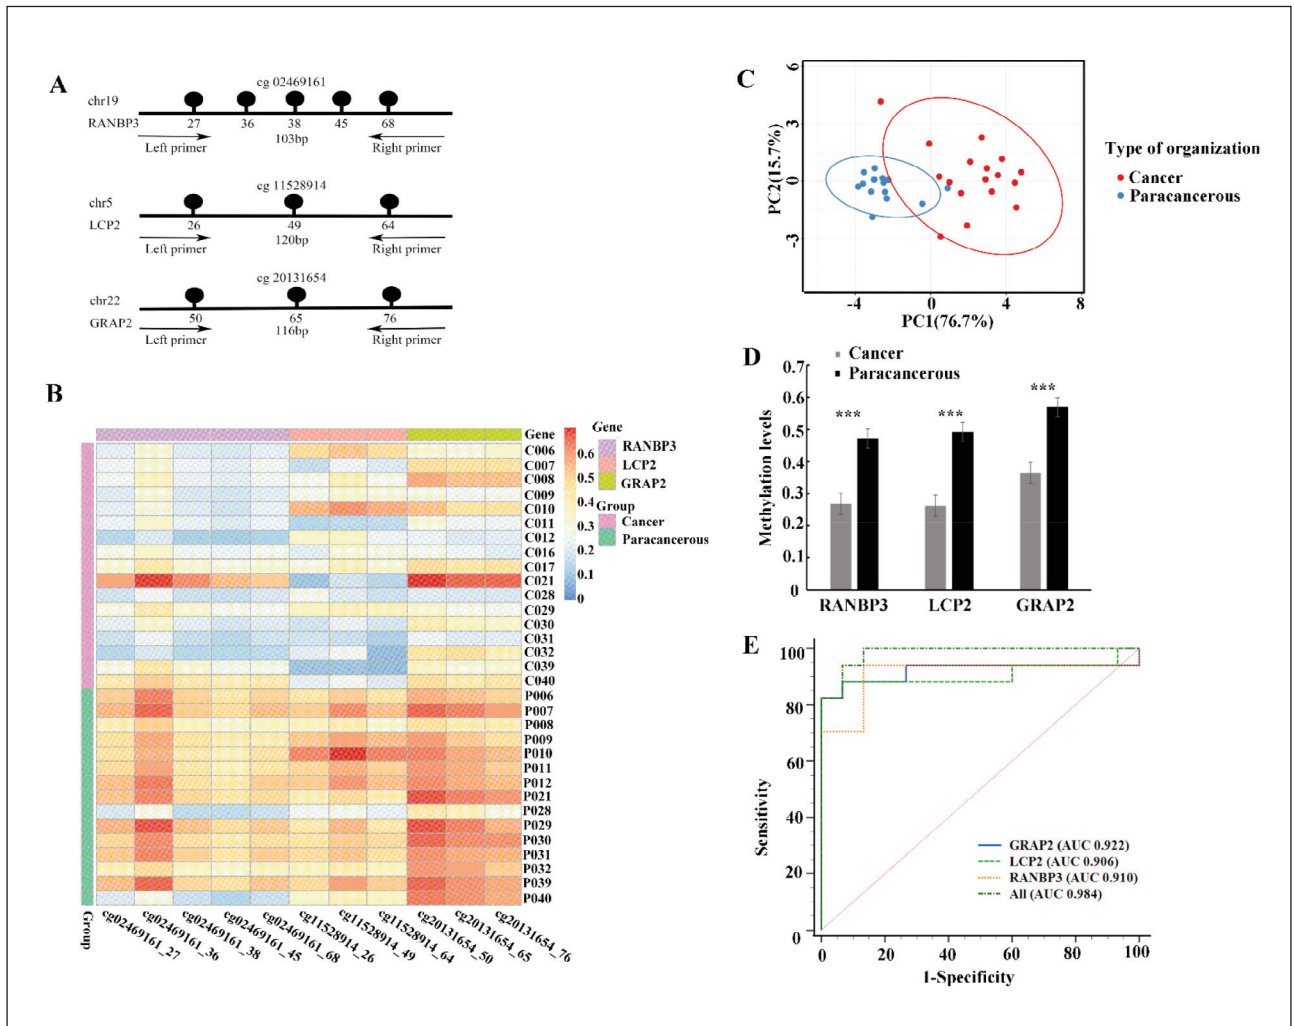 A
cg 02469161
chr19
RANBP3
27 36 38 45 68
103bp
Left primer Right primer
cg 11528914
chr5
LCP2
26 49 64
120bp
Left primer Right primer
cg 20131654
chr22
GRAP2
50 65 76
116bp
Left primer Right primer
B
Gene
C006
C007
C008
C009
C010
C011
C012
C016
C017
C021
C028
C029
C030
C031
C032
C039
C040
P006
P007
P008
P009
P010
P011
P012
P021
P028
P029
P030
P031
P032
P039
P040
Group
cg02469161_27
cg02469161_36
cg02469161_38
cg02469161_45
cg02469161_68
cg11528914_26
cg11528914_49
cg11528914_64
cg20131654_50
cg20131654_65
cg20131654_76
0.6
0.5
0.4
0.3
0.2
0.1
0
Gene
RANBP3
LCP2
GRAP2
Group
Cancer
Paracancerous
C
6
3
0
-3
PC2(15.7%)
-4 0 4 8
PC1(76.7%)
Type of organization
Cancer
Paracancerous
D
Cancer
Paracancerous
0.7
0.6
0.5
0.4
0.3
0.2
0.1
0
Methylation levels
*** *** ***
RANBP3 LCP2 GRAP2
E
100
80
60
40
20
0
Sensitivity
GRAP2 (AUC 0.922)
LCP2 (AUC 0.906)
RANBP3 (AUC 0.910)
All (AUC 0.984)
0 20 40 60 80 100
1-Specificity